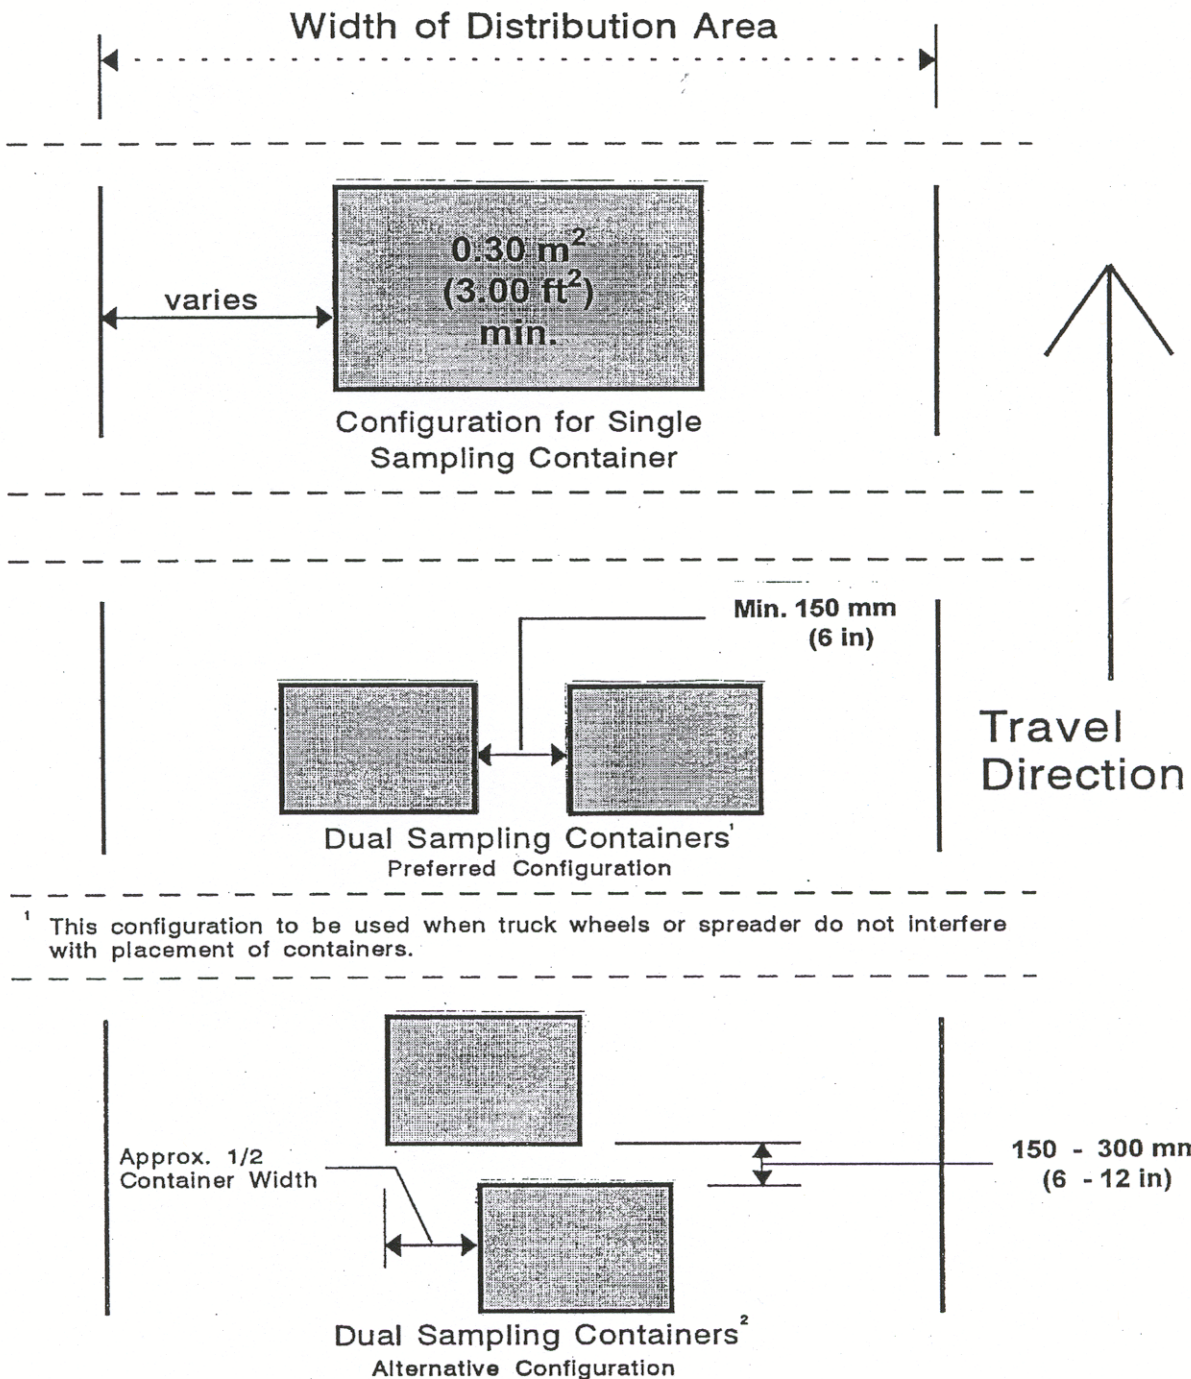 Width of Distribution Area
0.30 m²
(3.00 ft²)
min.
varies
Configuration for Single
Sampling Container
Min. 150 mm
(6 in)
Travel
Direction
Dual Sampling Containers¹
Preferred Configuration
¹ This configuration to be used when truck wheels or spreader do not interfere
with placement of containers.
Approx. 1/2
Container Width
150 - 300 mm
(6 - 12 in)
Dual Sampling Containers²
Alternative Configuration